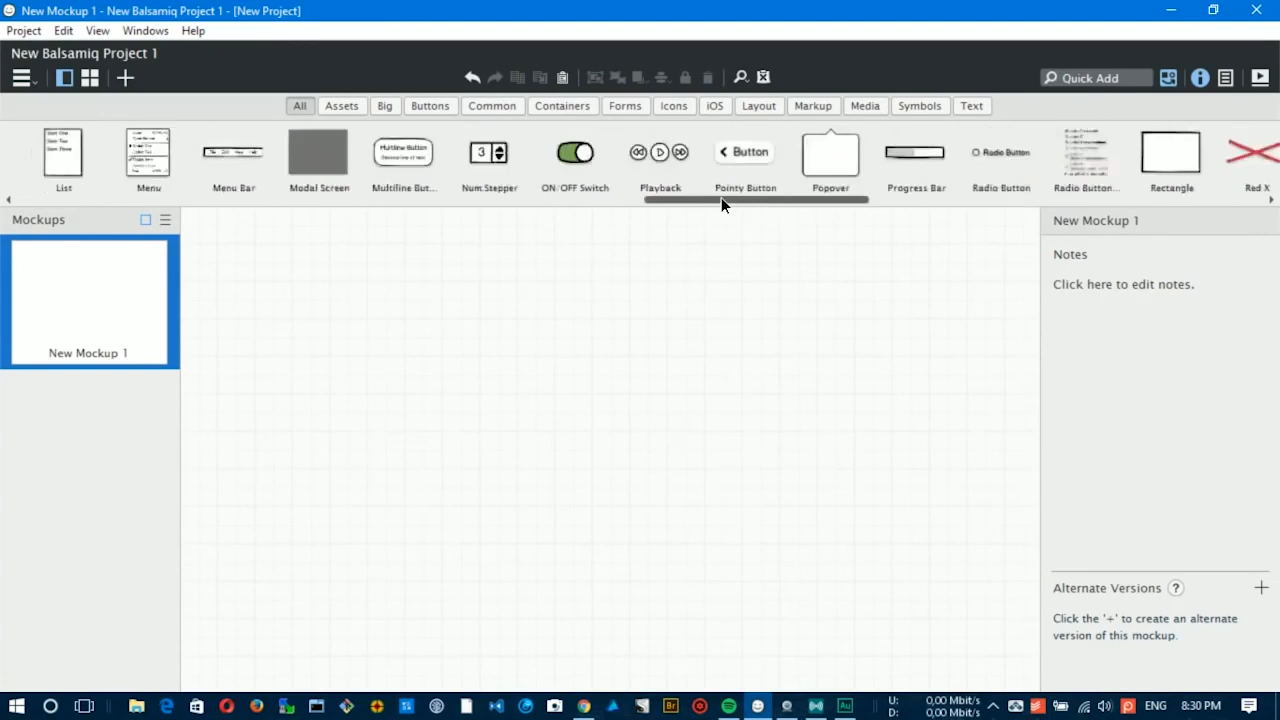 New Mockup 1 - New Balsamiq Project 1 - [New Project]
Project Edit View Windows Help
New Balsamiq Project 1
Quick Add
All Assets Big Buttons Common Containers Forms Icons iOS Layout Markup Media Symbols Text
Multiline Button
3
Button
Radio Button
List Menu Menu Bar Modal Screen Multiline But... Num.Stepper ON/OFF Switch Playback Pointy Button Popover Progress Bar Radio Button Radio Button... Rectangle Red X
Mockups
New Mockup 1
New Mockup 1
Notes
Click here to edit notes.
Alternate Versions ?
Click the '+' to create an alternate
version of this mockup.
U: 0,00 Mbit/s
D: 0,00 Mbit/s
Br
Au
ENG 8:30 PM